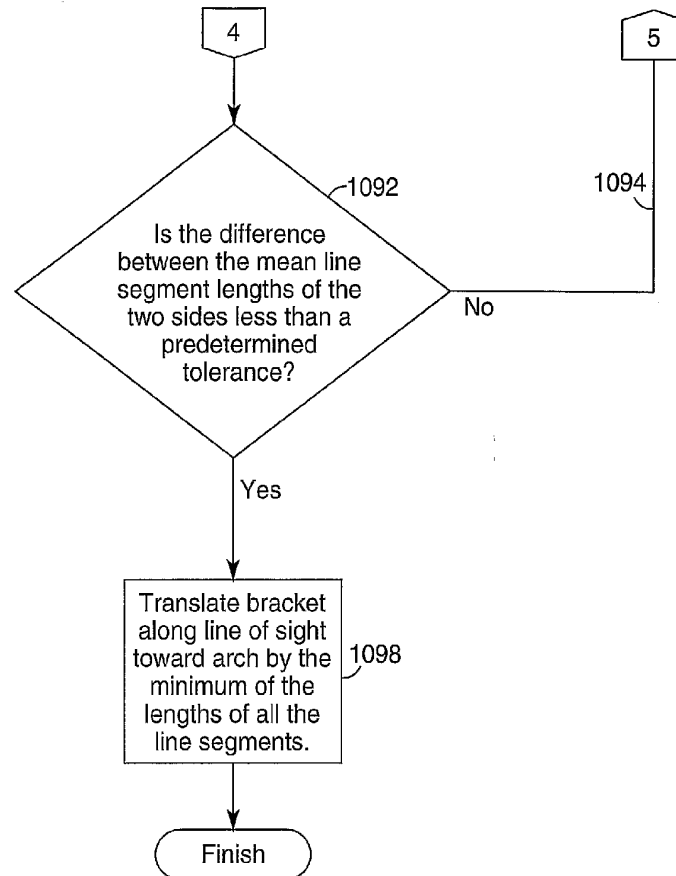 4
5
1092
1094
Is the difference
between the mean line
segment lengths of the
two sides less than a
predetermined
tolerance?
No
Yes
Translate bracket
along line of sight
toward arch by the
minimum of the
lengths of all the
line segments.
1098
Finish